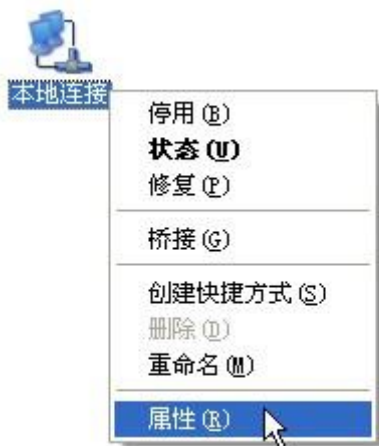 本地连接
停用(B)
状态(U)
修复(P)
桥接(G)
创建快捷方式(S)
删除(D)
重命名(M)
属性(R)